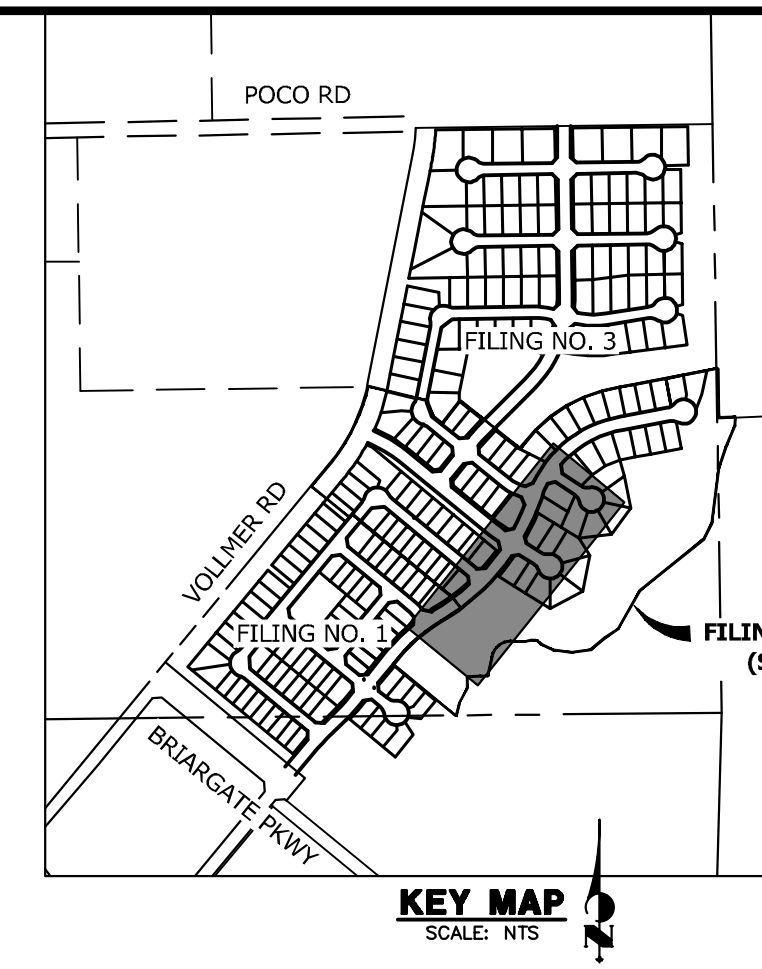 POCO RD
FILING NO. 3
VOLLMER RD
FILING NO. 1
BRIARGATE PKWY
KEY MAP
SCALE: NTS
N